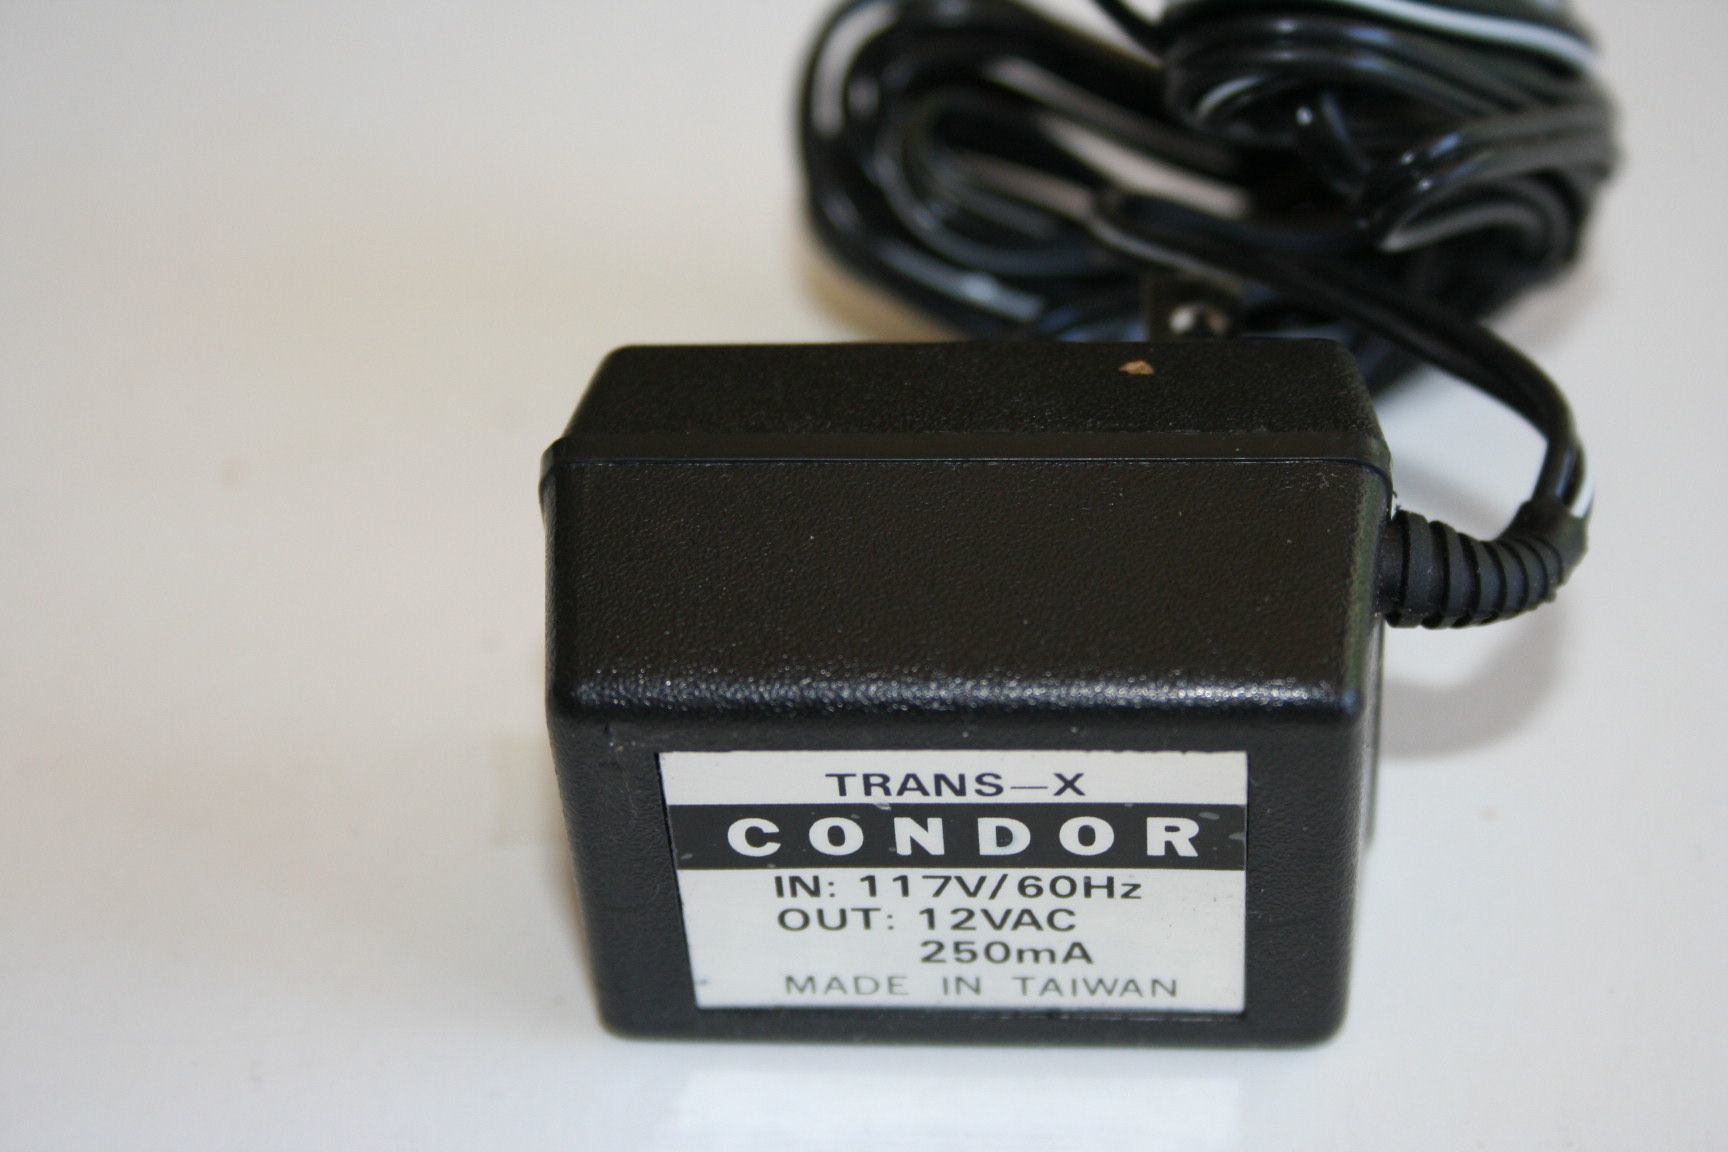 TRANS-X
CONDOR
IN: 117V/60Hz
OUT: 12VAC
250mA
MADE IN TAIWAN